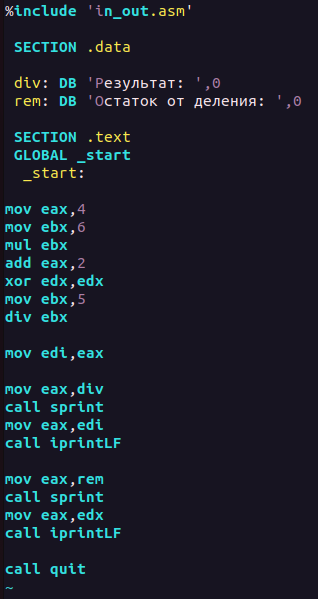 %include 'in_out.asm'
SECTION .data
div: DB 'Результат: ',0
rem: DB 'Остаток от деления: ',0
SECTION .text
GLOBAL _start
_start:
mov eax,4
mov ebx,6
mul ebx
add eax,2
xor edx,edx
mov ebx,5
div ebx
mov edi,eax
mov eax,div
call sprint
mov eax,edi
call iprintLF
mov eax,rem
call sprint
mov eax,edx
call iprintLF
call quit
~